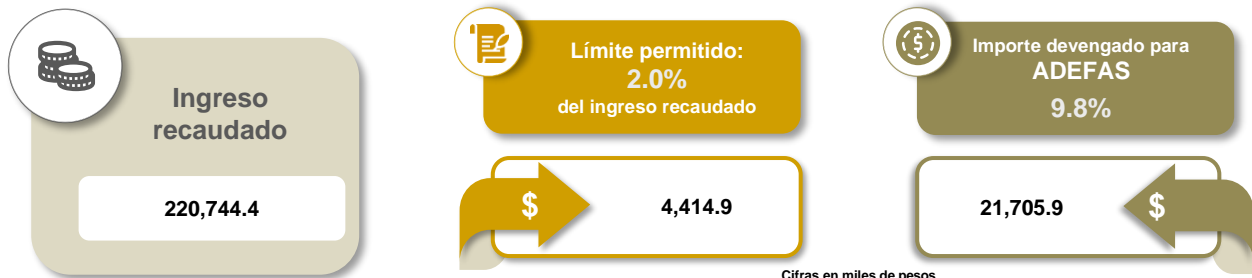 Ingreso
recaudado
220,744.4
Límite permitido:
2.0%
del ingreso recaudado
$
4,414.9
Importe devengado para
ADEFAS
9.8%
21,705.9
$
Cifras en miles de pesos